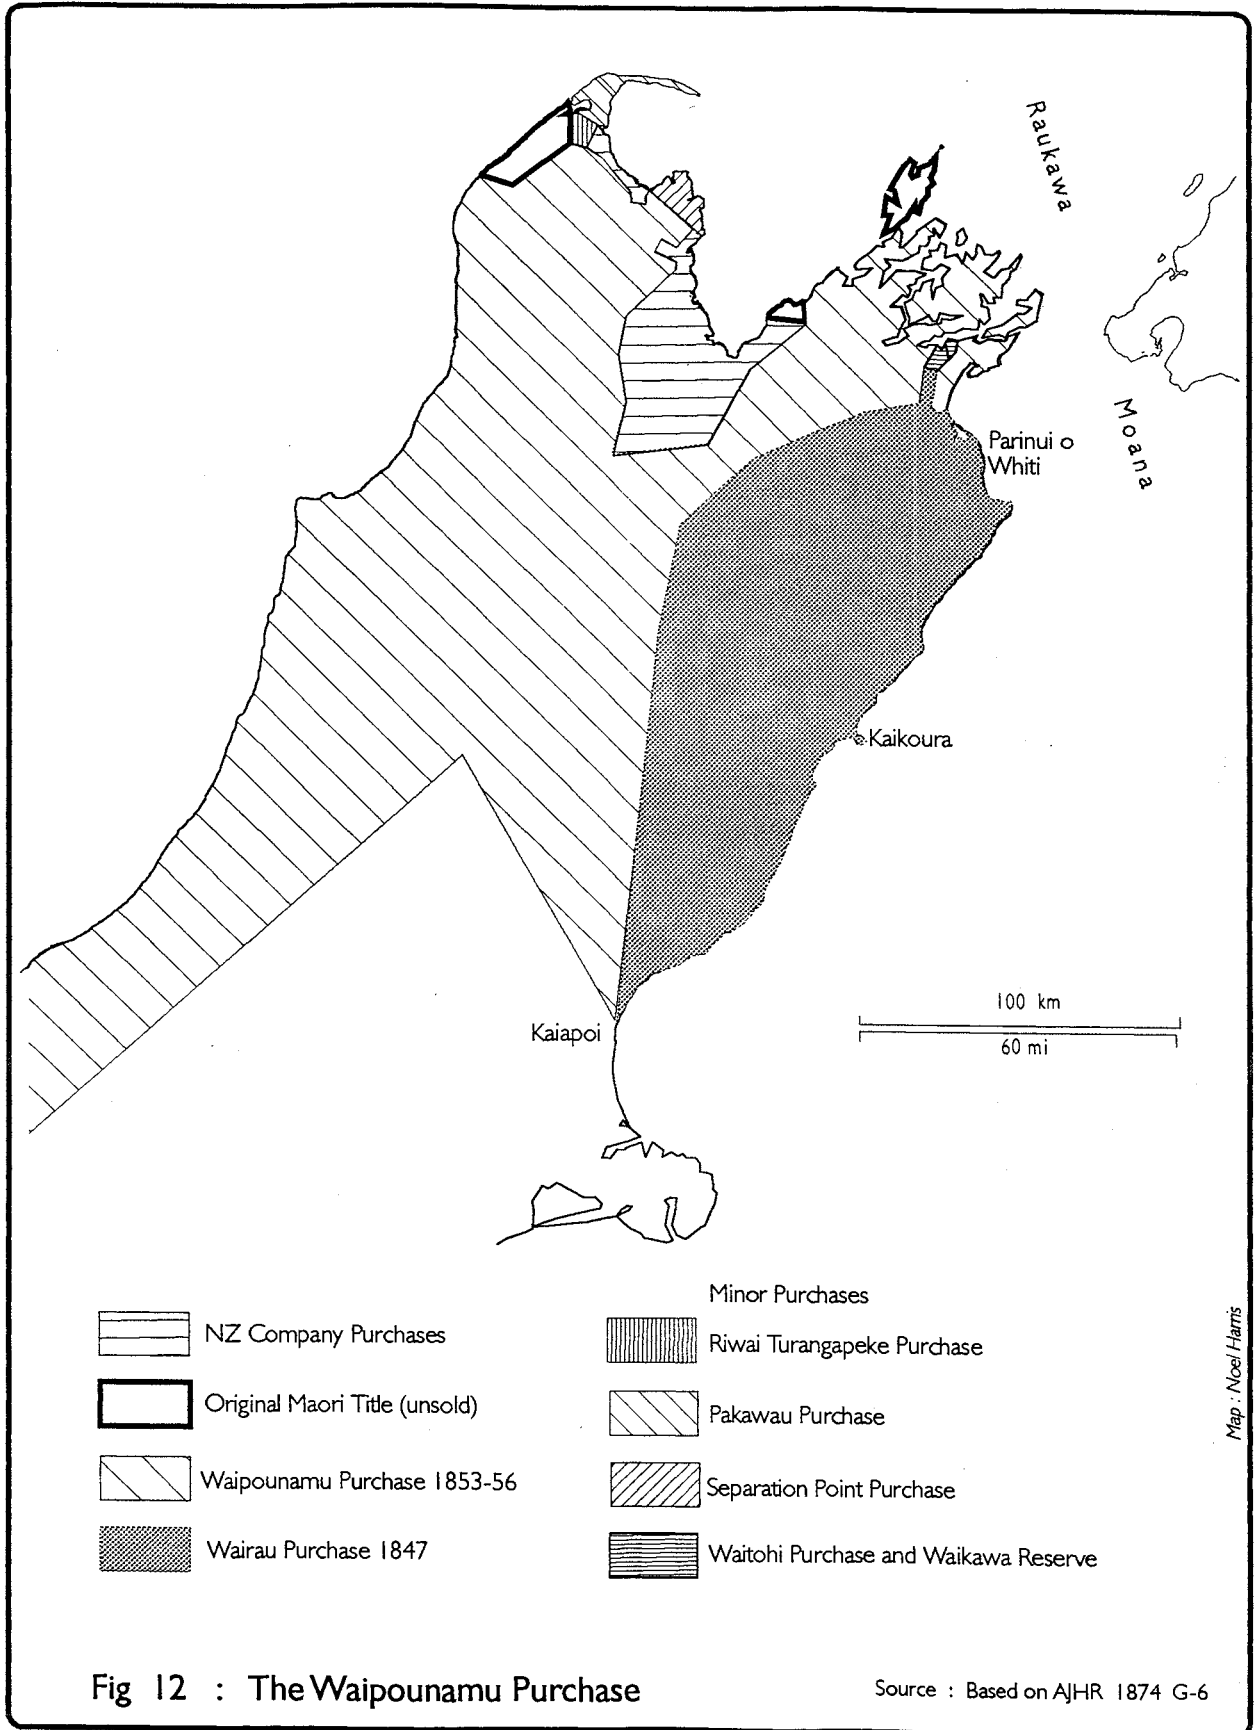 Raukawa
Moana
Parinui o
Whiti
Kaikoura
Kaiapoi
100 km
60 mi
NZ Company Purchases
Original Maori Title (unsold)
Waipounamu Purchase 1853-56
Wairau Purchase 1847
Minor Purchases
Riwai Turangapeke Purchase
Pakawau Purchase
Separation Point Purchase
Waitohi Purchase and Waikawa Reserve
Map : Noel Harris
Fig 12 : The Waipounamu Purchase
Source : Based on AJHR 1874 G-6